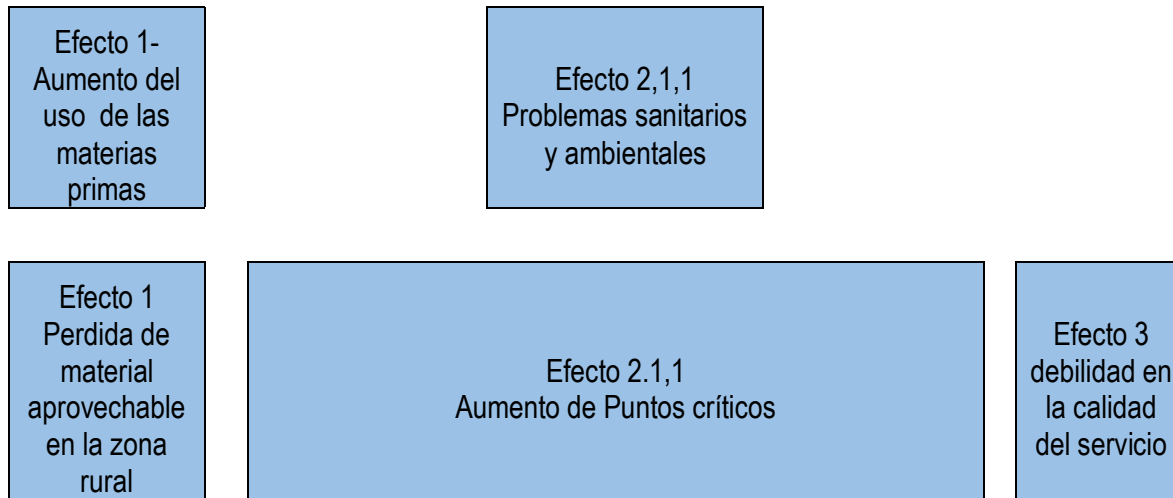 Efecto 1-
Aumento del
uso de las
materias
primas
Efecto 2,1,1
Problemas sanitarios
y ambientales
Efecto 1
Perdida de
material
aprovechable
en la zona
rural
Efecto 2.1,1
Aumento de Puntos críticos
Efecto 3
debilidad en
la calidad
del servicio